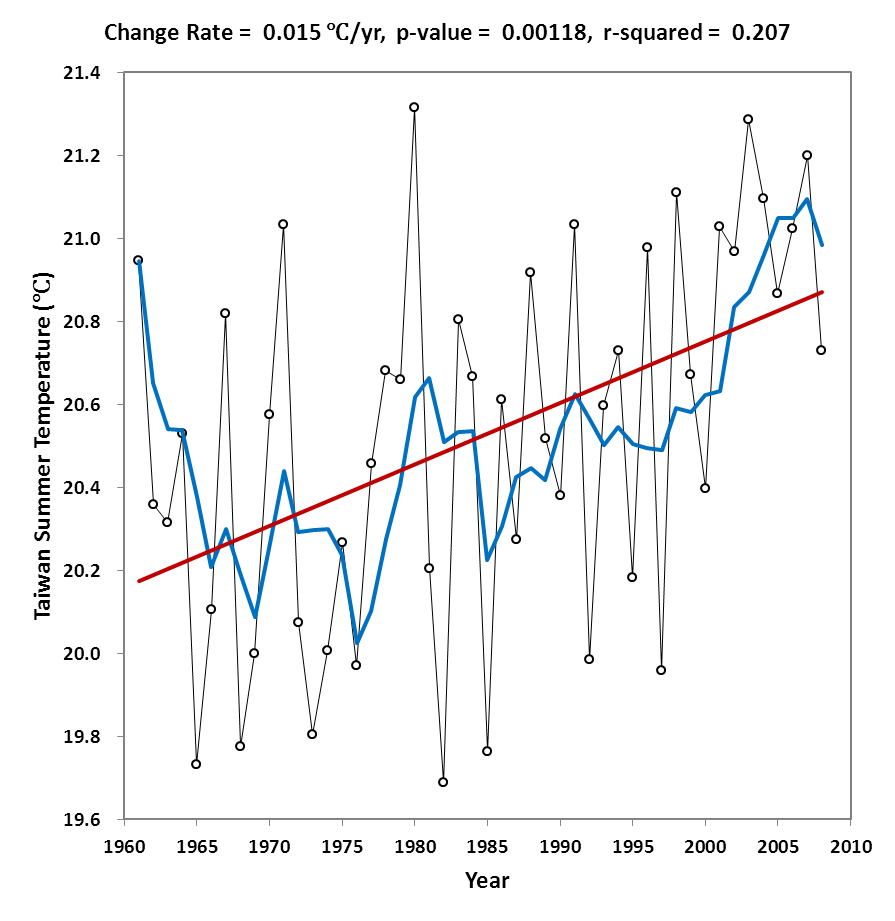 Change Rate = 0.015 ℃/yr, p-value = 0.00118, r-squared = 0.207
21.4
21.2
21.0
20.8
20.6
20.4
20.2
20.0
19.8
19.6
Taiwan Summer Temperature (℃)
1960 1965 1970 1975 1980 1985 1990 1995 2000 2005 2010
Year